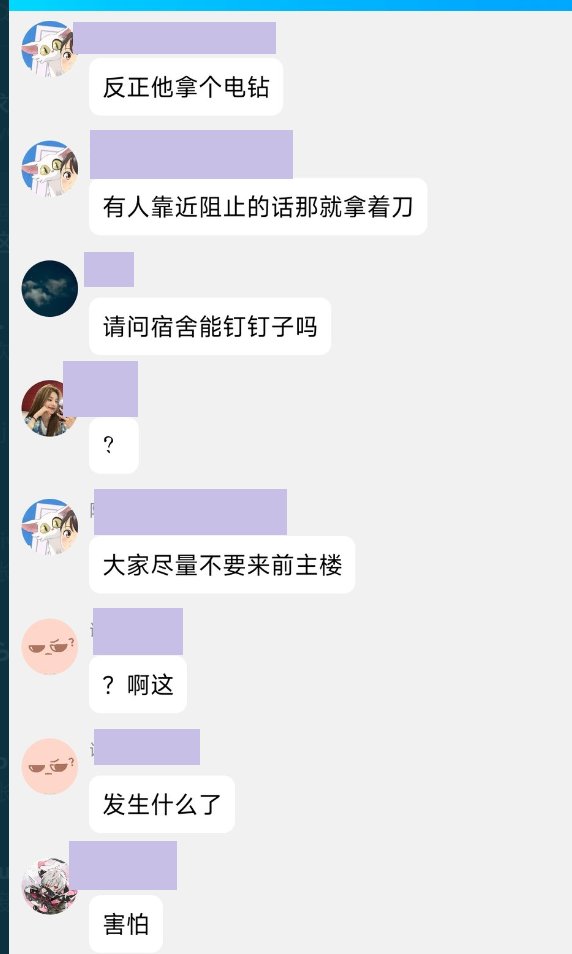 反正他拿个电钻
有人靠近阻止的话那就拿着刀
请问宿舍能钉钉子吗
？
大家尽量不要来前主楼
？啊这
发生什么了
害怕